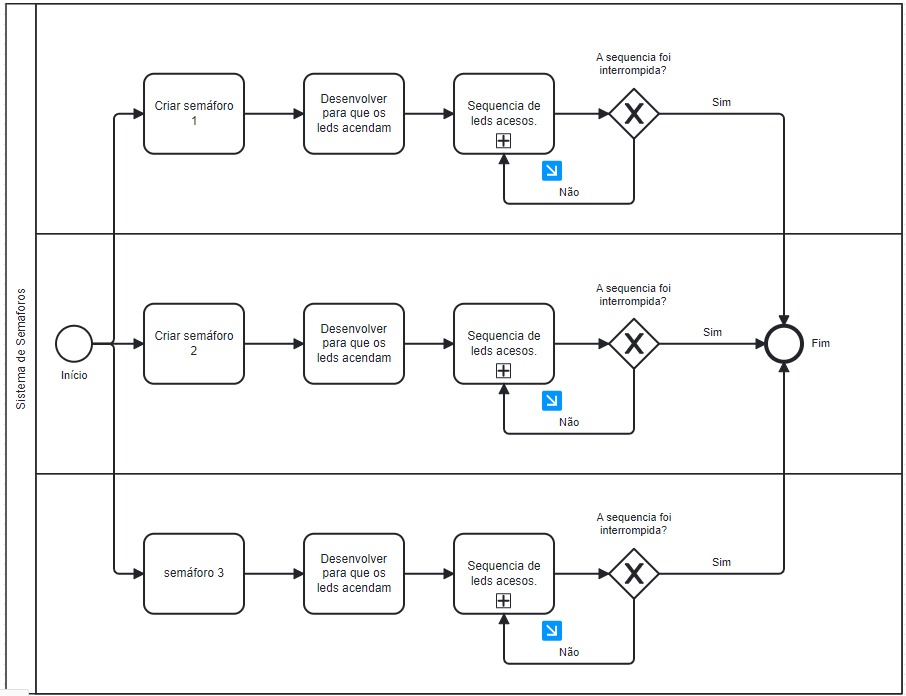 Sistema de Semaforos
A sequencia foi
interrompida?
Criar semáforo
1
Desenvolver
para que os
leds acendam
Sequencia de
leds acesos.
Sim
Não
A sequencia foi
interrompida?
Início
Criar semáforo
2
Desenvolver
para que os
leds acendam
Sequencia de
leds acesos.
Sim
Fim
Não
A sequencia foi
interrompida?
semáforo 3
Desenvolver
para que os
leds acendam
Sequencia de
leds acesos.
Sim
Não